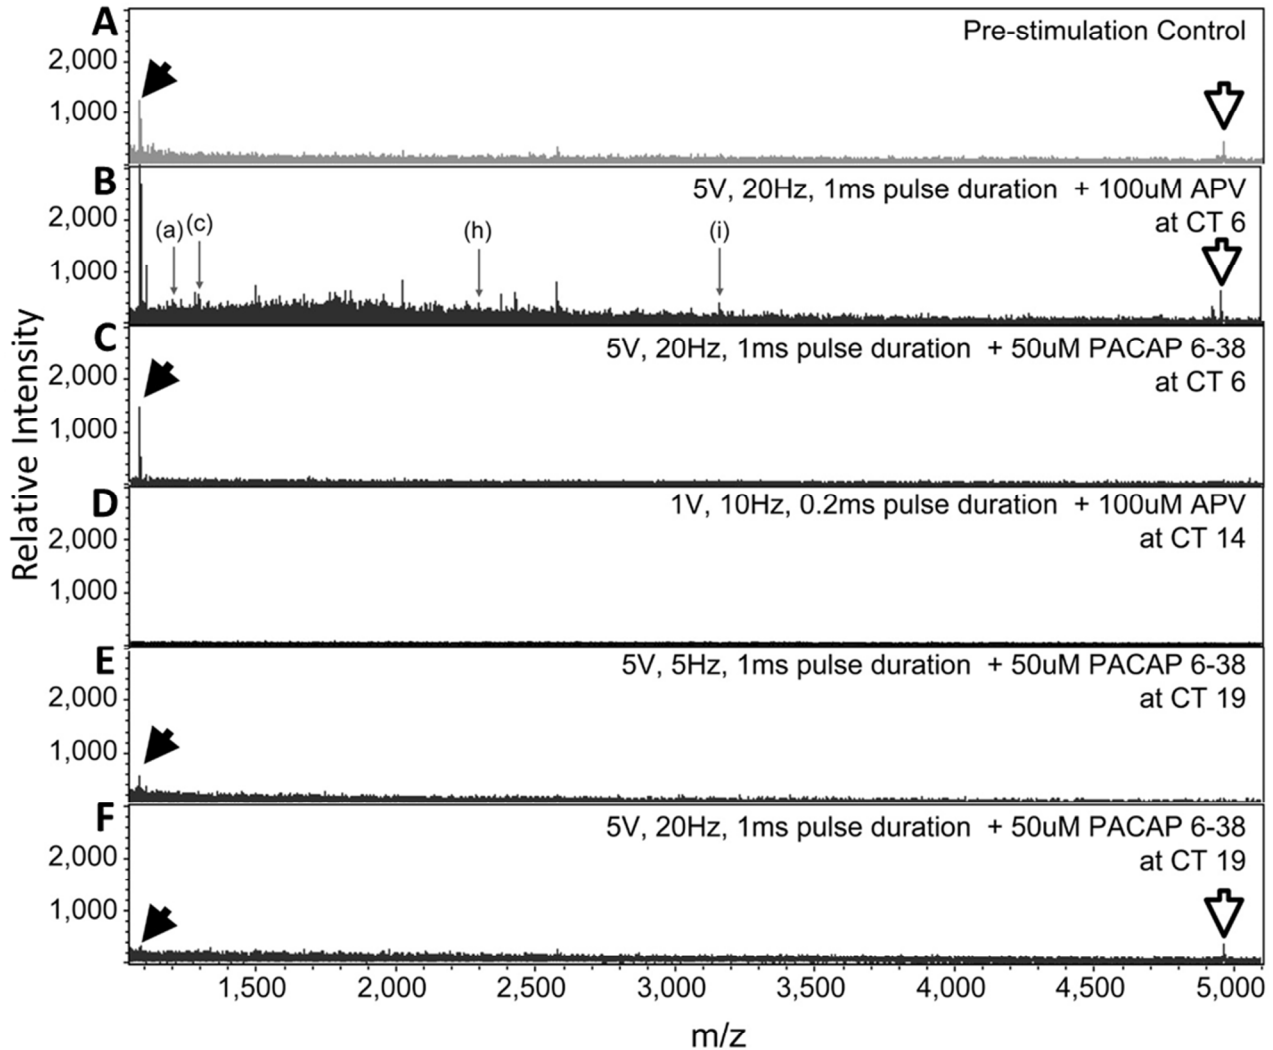 A
Pre-stimulation Control
2,000
1,000
B
5V, 20Hz, 1ms pulse duration + 100uM APV
at CT 6
2,000
1,000
(a) (c) (h) (i)
C
5V, 20Hz, 1ms pulse duration + 50uM PACAP 6-38
at CT 6
2,000
1,000
D
1V, 10Hz, 0.2ms pulse duration + 100uM APV
at CT 14
2,000
1,000
E
5V, 5Hz, 1ms pulse duration + 50uM PACAP 6-38
at CT 19
2,000
1,000
F
5V, 20Hz, 1ms pulse duration + 50uM PACAP 6-38
at CT 19
2,000
1,000
Relative Intensity
1,500 2,000 2,500 3,000 3,500 4,000 4,500 5,000
m/z